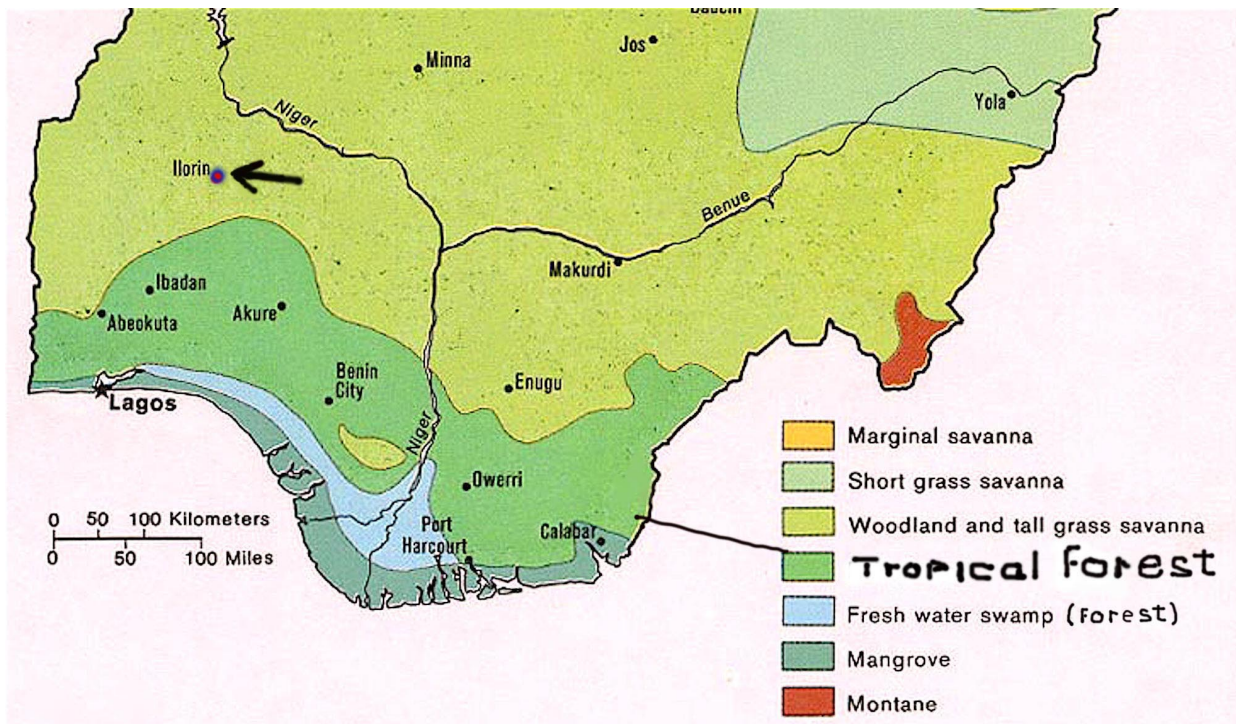 Jos
Minna
Yola
Niger
Ilorin
Benue
Makurdi
Ibadan
Akure
Abeokuta
Benin
City
Enugu
Lagos
Niger
Owerri
Port
Harcourt
Calabar
0 50 100 Kilometers
0 50 100 Miles
Marginal savanna
Short grass savanna
Woodland and tall grass savanna
Tropical Forest
Fresh water swamp (Forest)
Mangrove
Montane